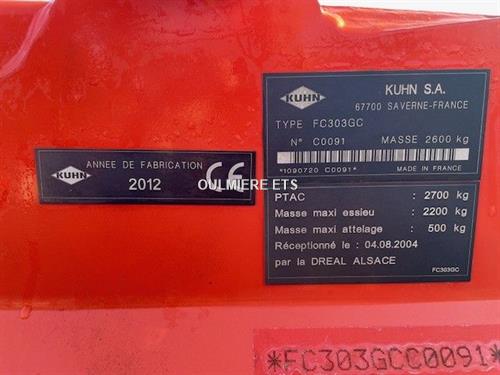 KUHN
ANNEE DE FABRICATION
2012
CE
OULMIERE ETS
KUHN
KUHN S.A.
67700 SAVERNE-FRANCE
TYPE FC303GC
N° C0091 MASSE 2600 kg
*1090720 C0091* MADE IN FRANCE
PTAC : 2700 kg
Masse maxi essieu : 2200 kg
Masse maxi attelage : 500 kg
Réceptionné le : 04.08.2004
par la DREAL ALSACE
FC303GC
*FC303GCC0091*